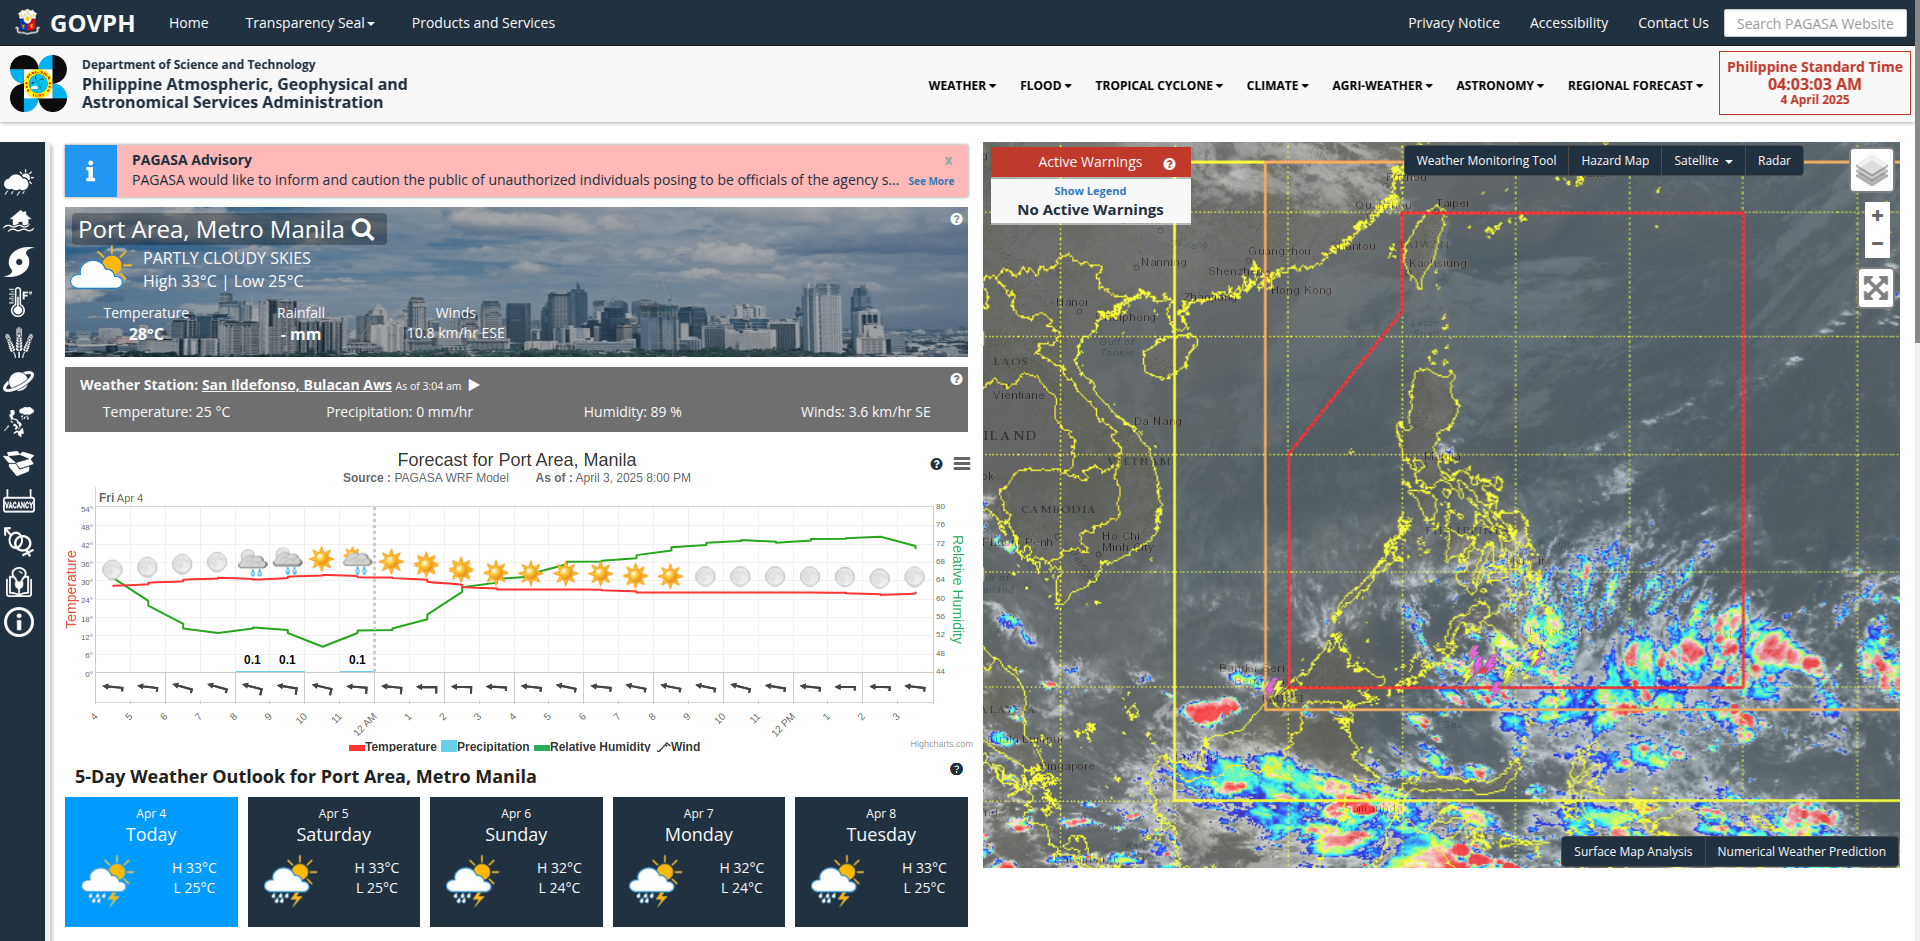 GOVPH
Home
Transparency Seal
Products and Services
Privacy Notice
Accessibility
Contact Us
Search PAGASA Website
Department of Science and Technology
Philippine Atmospheric, Geophysical and
Astronomical Services Administration
WEATHER
FLOOD
TROPICAL CYCLONE
CLIMATE
AGRI-WEATHER
ASTRONOMY
REGIONAL FORECAST
Philippine Standard Time
04:03:03 AM
4 April 2025
VACANCY
PAGASA Advisory
x
PAGASA would like to inform and caution the public of unauthorized individuals posing to be officials of the agency s... See More
Port Area, Metro Manila
PARTLY CLOUDY SKIES
High 33°C | Low 25°C
Temperature
Rainfall
Winds
28°C
- mm
10.8 km/hr ESE
Weather Station: San Ildefonso, Bulacan Aws As of 3:04 am
Temperature: 25 °C
Precipitation: 0 mm/hr
Humidity: 89 %
Winds: 3.6 km/hr SE
Forecast for Port Area, Manila
Source : PAGASA WRF Model As of : April 3, 2025 8:00 PM
Fri Apr 4
Temperature
54°
48°
42°
36°
30°
24°
18°
12°
6°
0°
80
76
72
68
64
60
56
52
48
44
Relative Humidity
0.1
0.1
0.1
4 5 6 7 8 9 10 11 12 AM 1 2 3 4 5 6 7 8 9 10 11 12 PM 1 2 3
Temperature Precipitation Relative Humidity Wind
Highcharts.com
5-Day Weather Outlook for Port Area, Metro Manila
Apr 4
Today
H 33°C
L 25°C
Apr 5
Saturday
H 33°C
L 25°C
Apr 6
Sunday
H 32°C
L 24°C
Apr 7
Monday
H 32°C
L 24°C
Apr 8
Tuesday
H 33°C
L 25°C
Active Warnings
Show Legend
No Active Warnings
Weather Monitoring Tool
Hazard Map
Satellite
Radar
+
−
Taipei
Guangzhou
Nanning
Kaohsiung
Hong Kong
Hanoi
Luzon
Gulf of
Tonkin
LAOS
Vientiane
Da Nang
VIETNAM
CAMBODIA
Ho Chi
Minh City
Bandar Seri
Surface Map Analysis
Numerical Weather Prediction